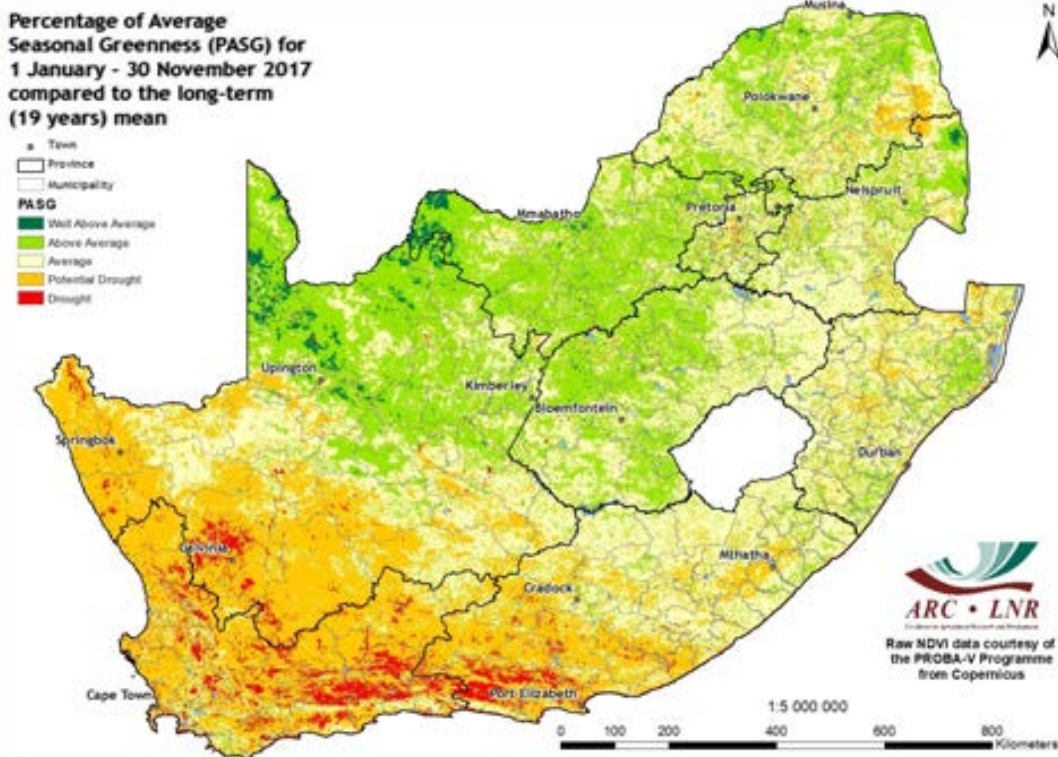 Percentage of Average
Seasonal Greenness (PASG) for
1 January - 30 November 2017
compared to the long-term
(19 years) mean
Town
Province
Municipality
PASG
Well Above Average
Above Average
Average
Potential Drought
Drought
N
Musina
Polokwane
Nelspruit
Pretoria
Mmabatho
Upington
Kimberley
Bloemfontein
Springbok
Durban
Calvinia
Mthatha
Cradock
Cape Town
Port Elizabeth
ARC • LNR
Raw NDVI data courtesy of
the PROBA-V Programme
from Copernicus
1:5 000 000
0 100 200 400 600 800
Kilometers